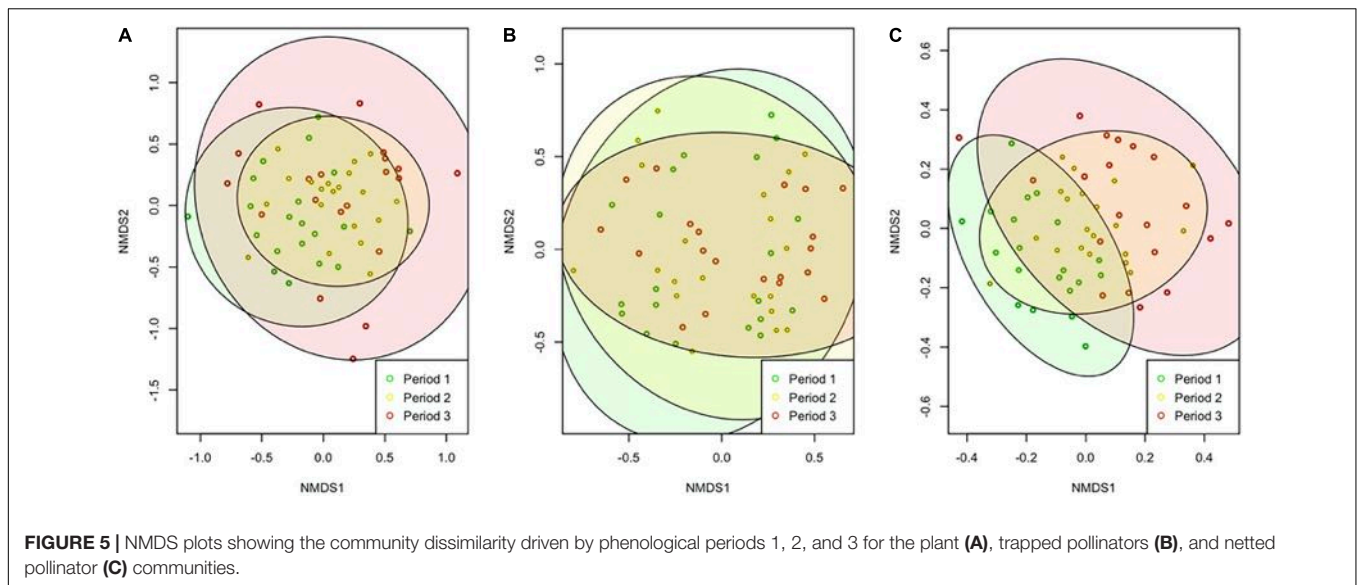 A
B
C
1.0
0.5
0.0
-0.5
-1.0
-1.5
NMDS2
-1.0 -0.5 0.0 0.5 1.0
NMDS1
Period 1
Period 2
Period 3
1.0
0.5
0.0
-0.5
NMDS2
-0.5 0.0 0.5
NMDS1
Period 1
Period 2
Period 3
0.6
0.4
0.2
0.0
-0.2
-0.4
-0.6
NMDS2
-0.4 -0.2 0.0 0.2 0.4
NMDS1
Period 1
Period 2
Period 3
FIGURE 5 | NMDS plots showing the community dissimilarity driven by phenological periods 1, 2, and 3 for the plant (A), trapped pollinators (B), and netted
pollinator (C) communities.